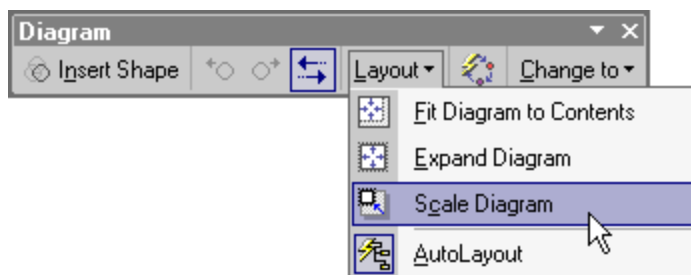 Diagram
Insert Shape Layout Change to
Fit Diagram to Contents
Expand Diagram
Scale Diagram
AutoLayout